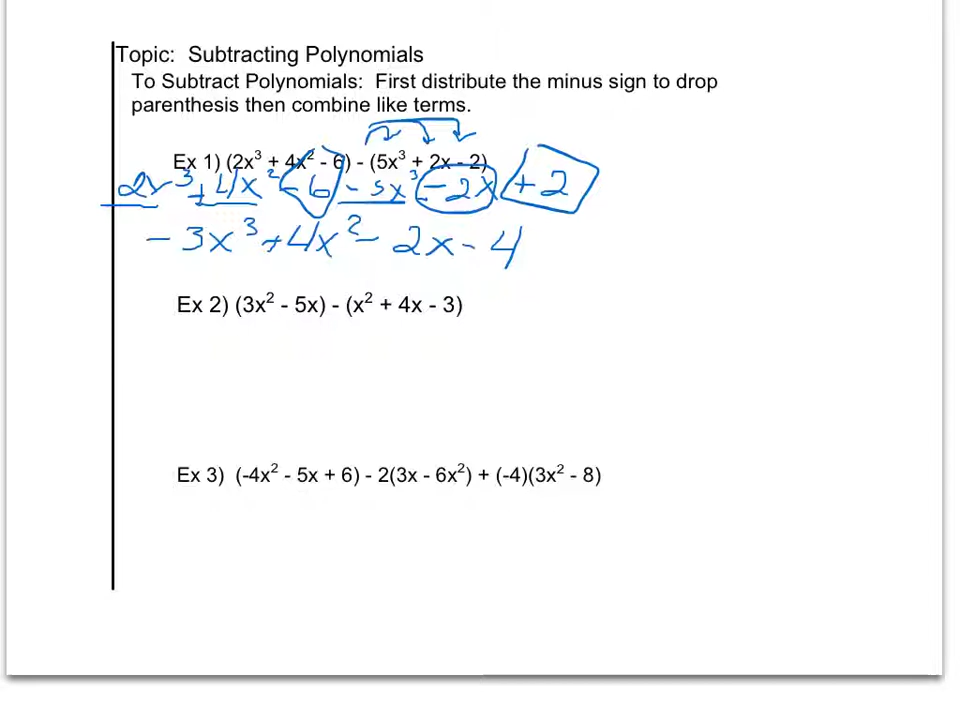 Topic: Subtracting Polynomials
To Subtract Polynomials: First distribute the minus sign to drop
parenthesis then combine like terms.
Ex 1) (2x³ + 4x² - 6) - (5x³ + 2x - 2)
2x³ + 4x² - 6 - 5x³ - 2x + 2
- 3x³ + 4x² - 2x - 4
Ex 2) (3x² - 5x) - (x² + 4x - 3)
Ex 3) (-4x² - 5x + 6) - 2(3x - 6x²) + (-4)(3x² - 8)